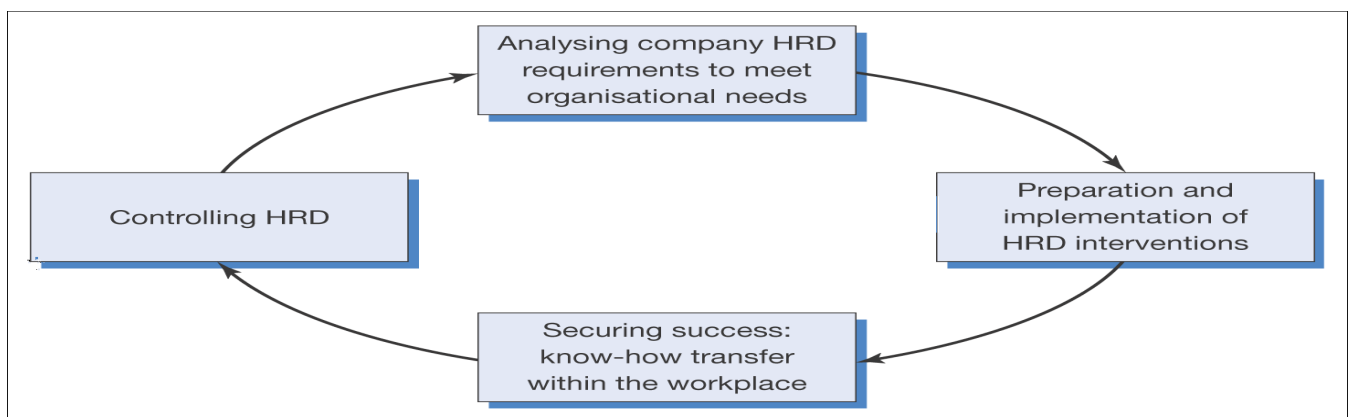 Analysing company HRD
requirements to meet
organisational needs
Controlling HRD
Preparation and
implementation of
HRD interventions
Securing success:
know-how transfer
within the workplace